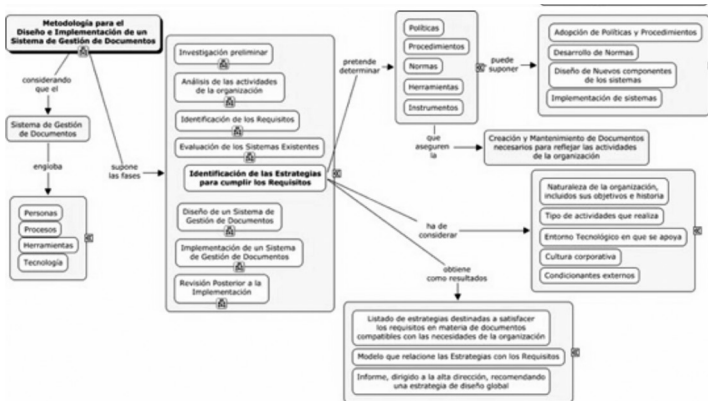 Metodología para el
Diseño e Implementación de un
Sistema de Gestión de Documentos
considerando
que el
Sistema de Gestión
de Documentos
engloba
Personas
Procesos
Herramientas
Tecnología
supone
las fases
Investigación preliminar
Análisis de las actividades
de la organización
Identificación de los Requisitos
Evaluación de los Sistemas Existentes
Identificación de las Estrategias
para cumplir los Requisitos
Diseño de un Sistema de
Gestión de Documentos
Implementación de un Sistema
de Gestión de Documentos
Revisión Posterior a la
Implementación
pretende
determinar
Políticas
Procedimientos
Normas
Herramientas
Instrumentos
puede
suponer
Adopción de Políticas y Procedimientos
Desarrollo de Normas
Diseño de Nuevos componentes
de los sistemas
Implementación de sistemas
que
aseguren
la
Creación y Mantenimiento de Documentos
necesarios para reflejar las actividades
de la organización
ha de
considerar
Naturaleza de la organización,
incluidos sus objetivos e historia
Tipo de actividades que realiza
Entorno Tecnológico en que se apoya
Cultura corporativa
Condicionantes externos
obtiene
como resultados
Listado de estrategias destinadas a satisfacer
los requisitos en materia de documentos
compatibles con las necesidades de la organización
Modelo que relacione las Estrategias con los Requisitos
Informe, dirigido a la alta dirección, recomendando
una estrategia de diseño global